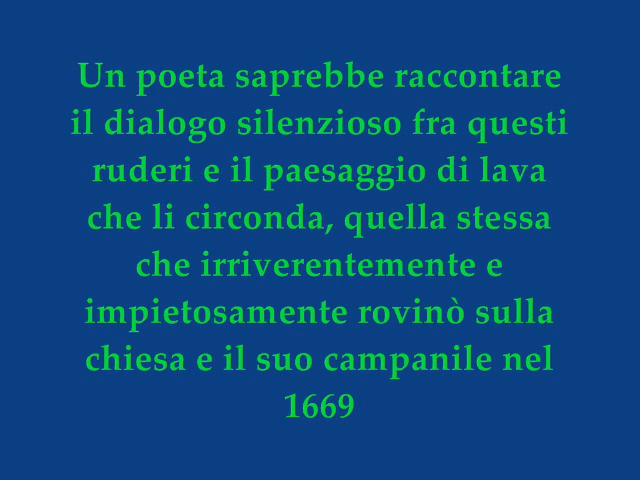 Un poeta saprebbe raccontare
il dialogo silenzioso fra questi
ruderi e il paesaggio di lava
che li circonda, quella stessa
che irriverentemente e
impietosamente rovinò sulla
chiesa e il suo campanile nel
1669